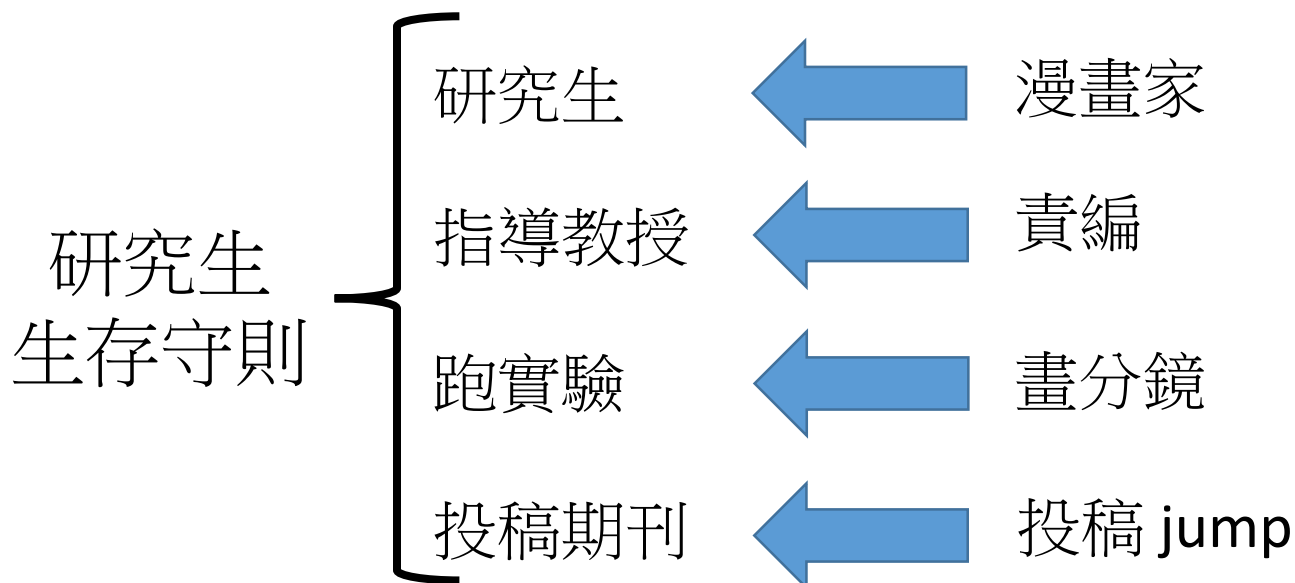 研究生
生存守則
研究生
漫畫家
指導教授
責編
跑實驗
畫分鏡
投稿期刊
投稿 jump